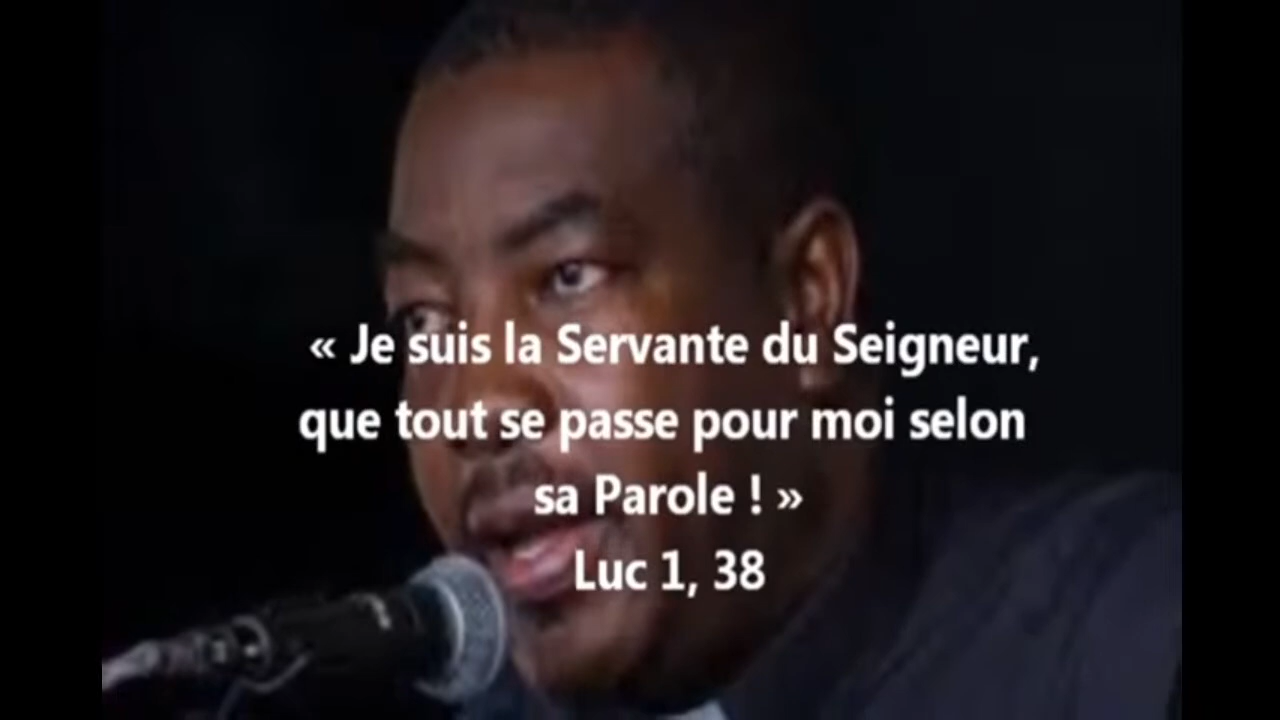 « Je suis la Servante du Seigneur,
que tout se passe pour moi selon
sa Parole ! »
Luc 1, 38